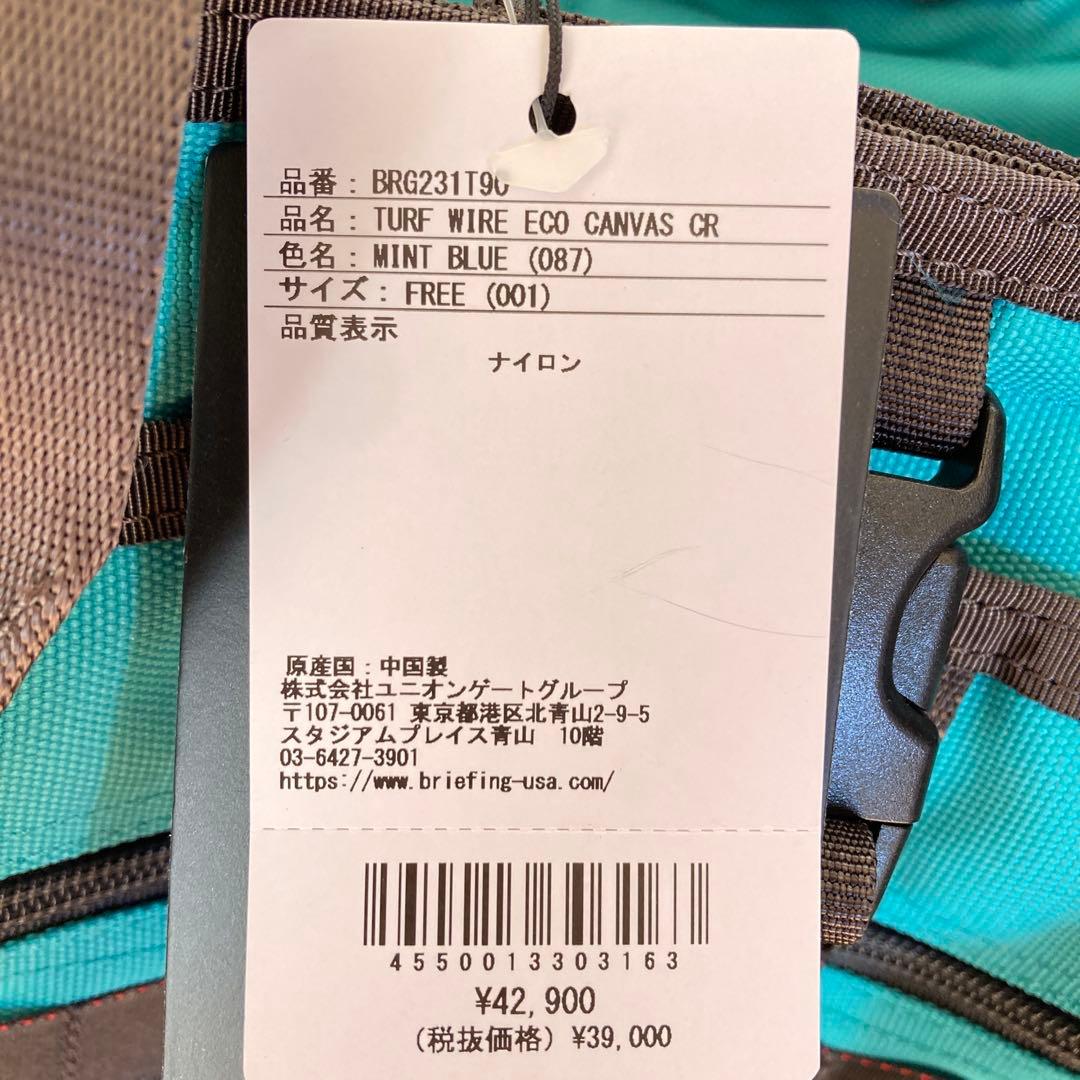 品番: BRG231T90
品名: TURF WIRE ECO CANVAS CR
色名: MINT BLUE (087)
サイズ: FREE (001)
品質表示
ナイロン
原産国:中国製
株式会社ユニオンゲートグループ
〒107-0061 東京都港区北青山2-9-5
スタジアムプレイス青山 10階
03-6427-3901
https://www.briefing-usa.com/
4550013303163
¥42,900
(税抜価格) ¥39,000